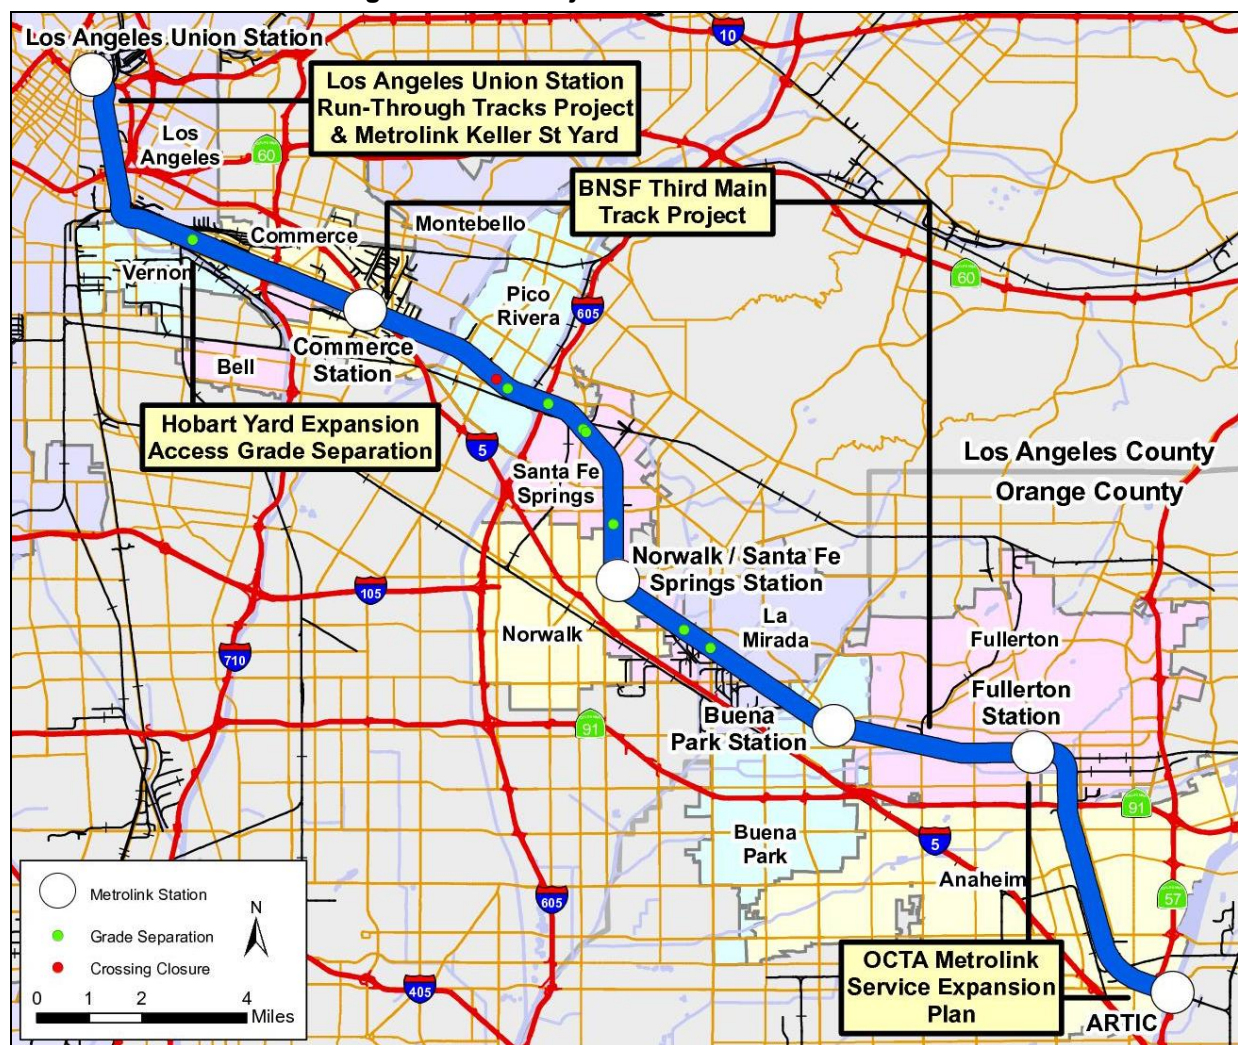 Los Angeles Union Station
10
Los Angeles Union Station
Run-Through Tracks Project
& Metrolink Keller St Yard
Los
Angeles
60
BNSF Third Main
Track Project
Montebello
Commerce
Vernon
60
Pico
Rivera
605
Commerce
Station
Bell
Hobart Yard Expansion
Access Grade Separation
5
Los Angeles County
Orange County
Santa Fe
Springs
Norwalk / Santa Fe
Springs Station
105
La
Mirada
Norwalk
Fullerton
710
Fullerton
Station
Buena
Park Station
91
91
Buena
Park
5
Anaheim
57
605
Metrolink Station
Grade Separation
Crossing Closure
N
0 1 2 4 Miles
405
OCTA Metrolink
Service Expansion
Plan
ARTIC